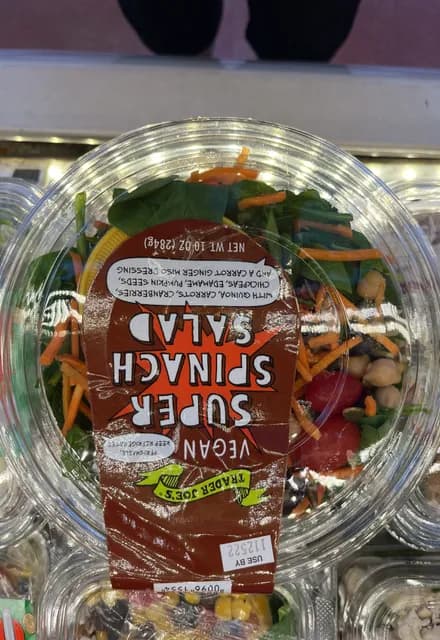 TRADER JOE'S
VEGAN
PERISHABLE,
KEEP REFRIGERATED
SUPER
SPINACH
SALAD
WITH QUINOA, CARROTS, CRANBERRIES,
CHICKPEAS, EDAMAME, PUMPKIN SEEDS,
AND CARROT GINGER MISO DRESSING
NET WT 10 OZ (284g)
USE BY
112522